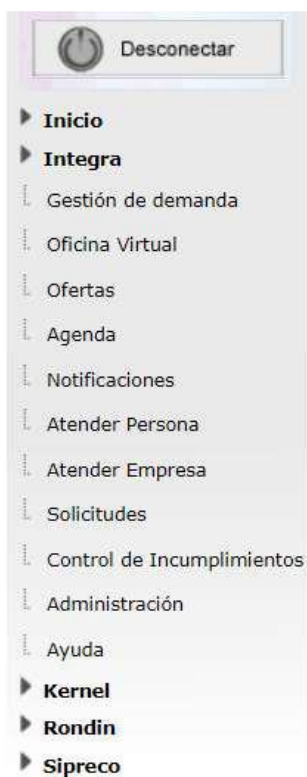 Desconectar
Inicio
Integra
Gestión de demanda
Oficina Virtual
Ofertas
Agenda
Notificaciones
Atender Persona
Atender Empresa
Solicitudes
Control de Incumplimientos
Administración
Ayuda
Kernel
Rondin
Sipreco